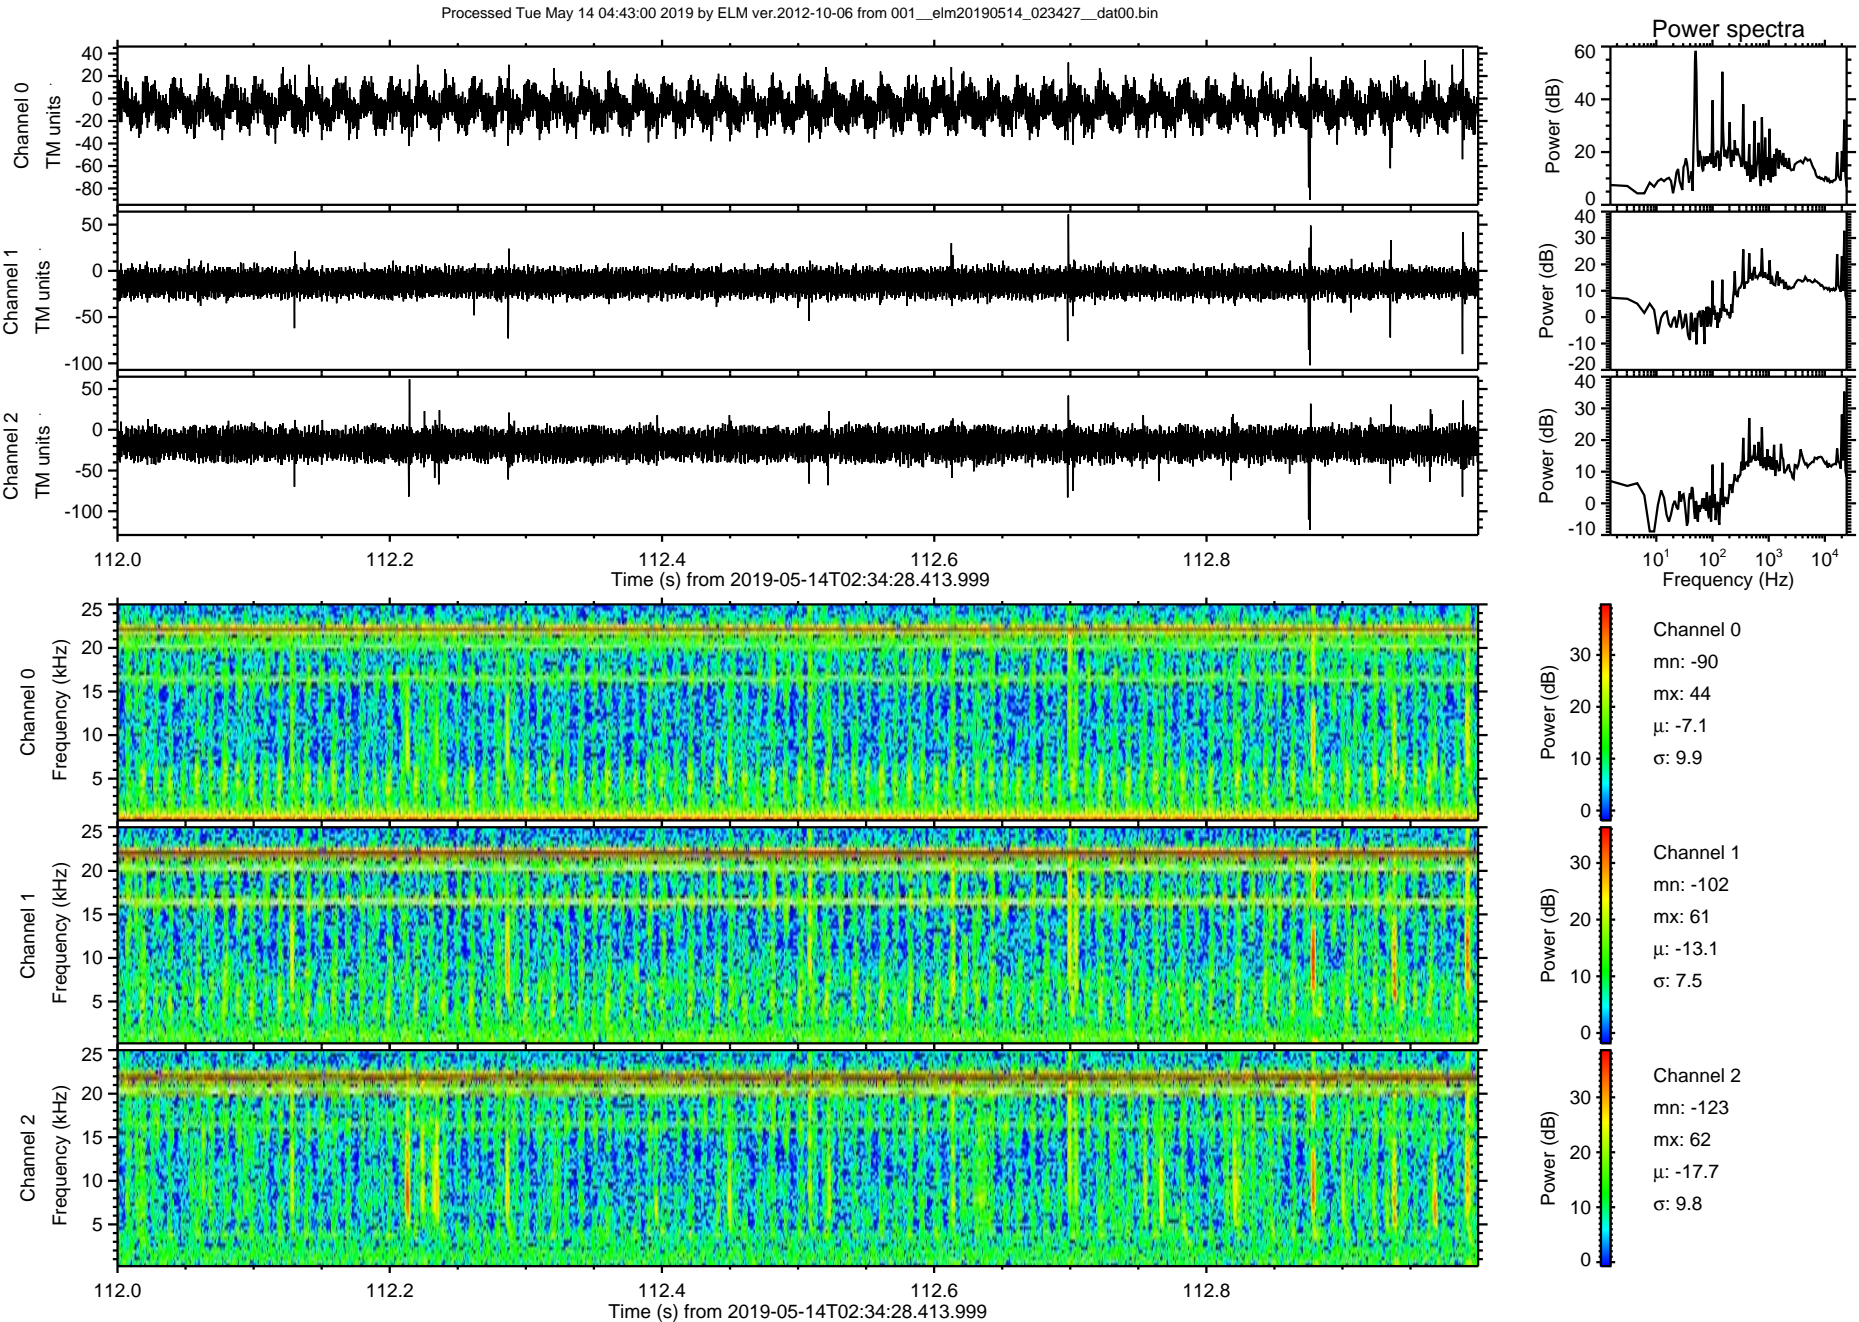 Processed Tue May 14 04:43:00 2019 by ELM ver.2012-10-06 from 001__elm20190514_023427__dat00.bin
Power spectra
Channel 0
TM units
40
20
0
-20
-40
-60
-80
Power (dB)
60
40
20
0
Channel 1
TM units
50
0
-50
-100
Power (dB)
40
30
20
10
0
-10
-20
Channel 2
TM units
50
0
-50
-100
Power (dB)
40
30
20
10
0
-10
112.0 112.2 112.4 112.6 112.8
Time (s) from 2019-05-14T02:34:28.413.999
10^1 10^2 10^3 10^4
Frequency (Hz)
Channel 0
Frequency (kHz)
25
20
15
10
5
Power (dB)
30
20
10
0
Channel 0
mn: -90
mx: 44
μ: -7.1
σ: 9.9
Channel 1
Frequency (kHz)
25
20
15
10
5
Power (dB)
30
20
10
0
Channel 1
mn: -102
mx: 61
μ: -13.1
σ: 7.5
Channel 2
Frequency (kHz)
25
20
15
10
5
Power (dB)
30
20
10
0
Channel 2
mn: -123
mx: 62
μ: -17.7
σ: 9.8
112.0 112.2 112.4 112.6 112.8
Time (s) from 2019-05-14T02:34:28.413.999